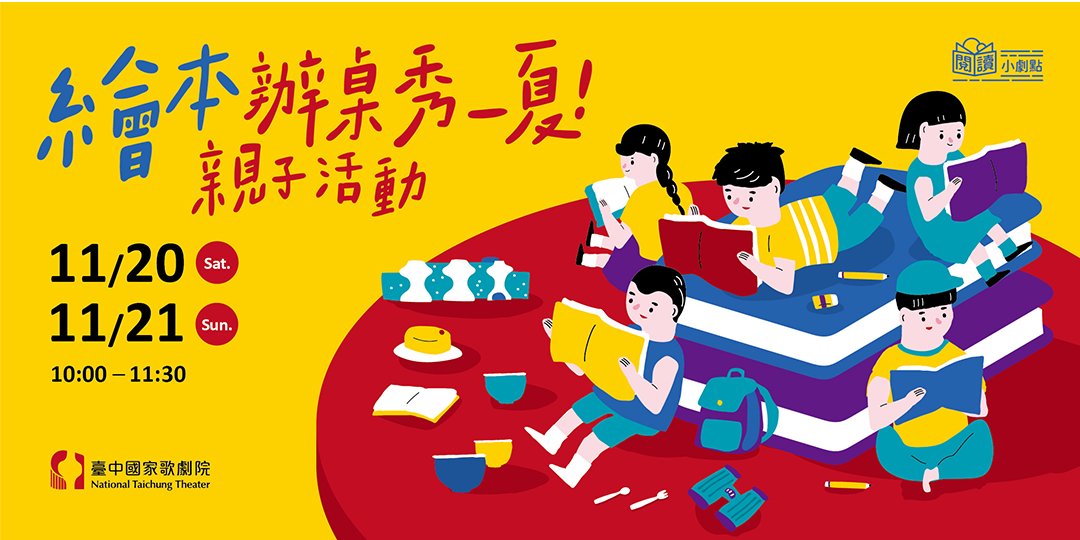 繪本辦桌秀一夏!
親子活動
閱讀
小劇點
11/20 Sat.
11/21 Sun.
10:00 – 11:30
臺中國家歌劇院
National Taichung Theater